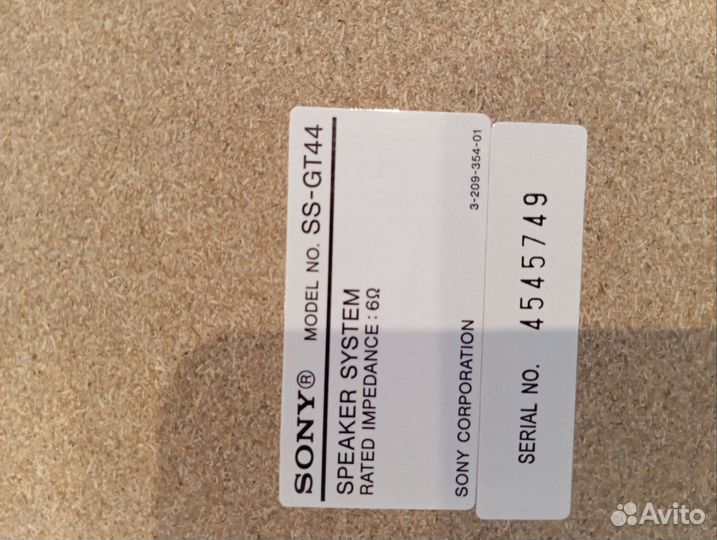 SONY® MODEL NO. SS-GT44
SPEAKER SYSTEM
RATED IMPEDANCE : 6Ω
SONY CORPORATION 3-209-354-01
SERIAL NO. 4545749
Avito